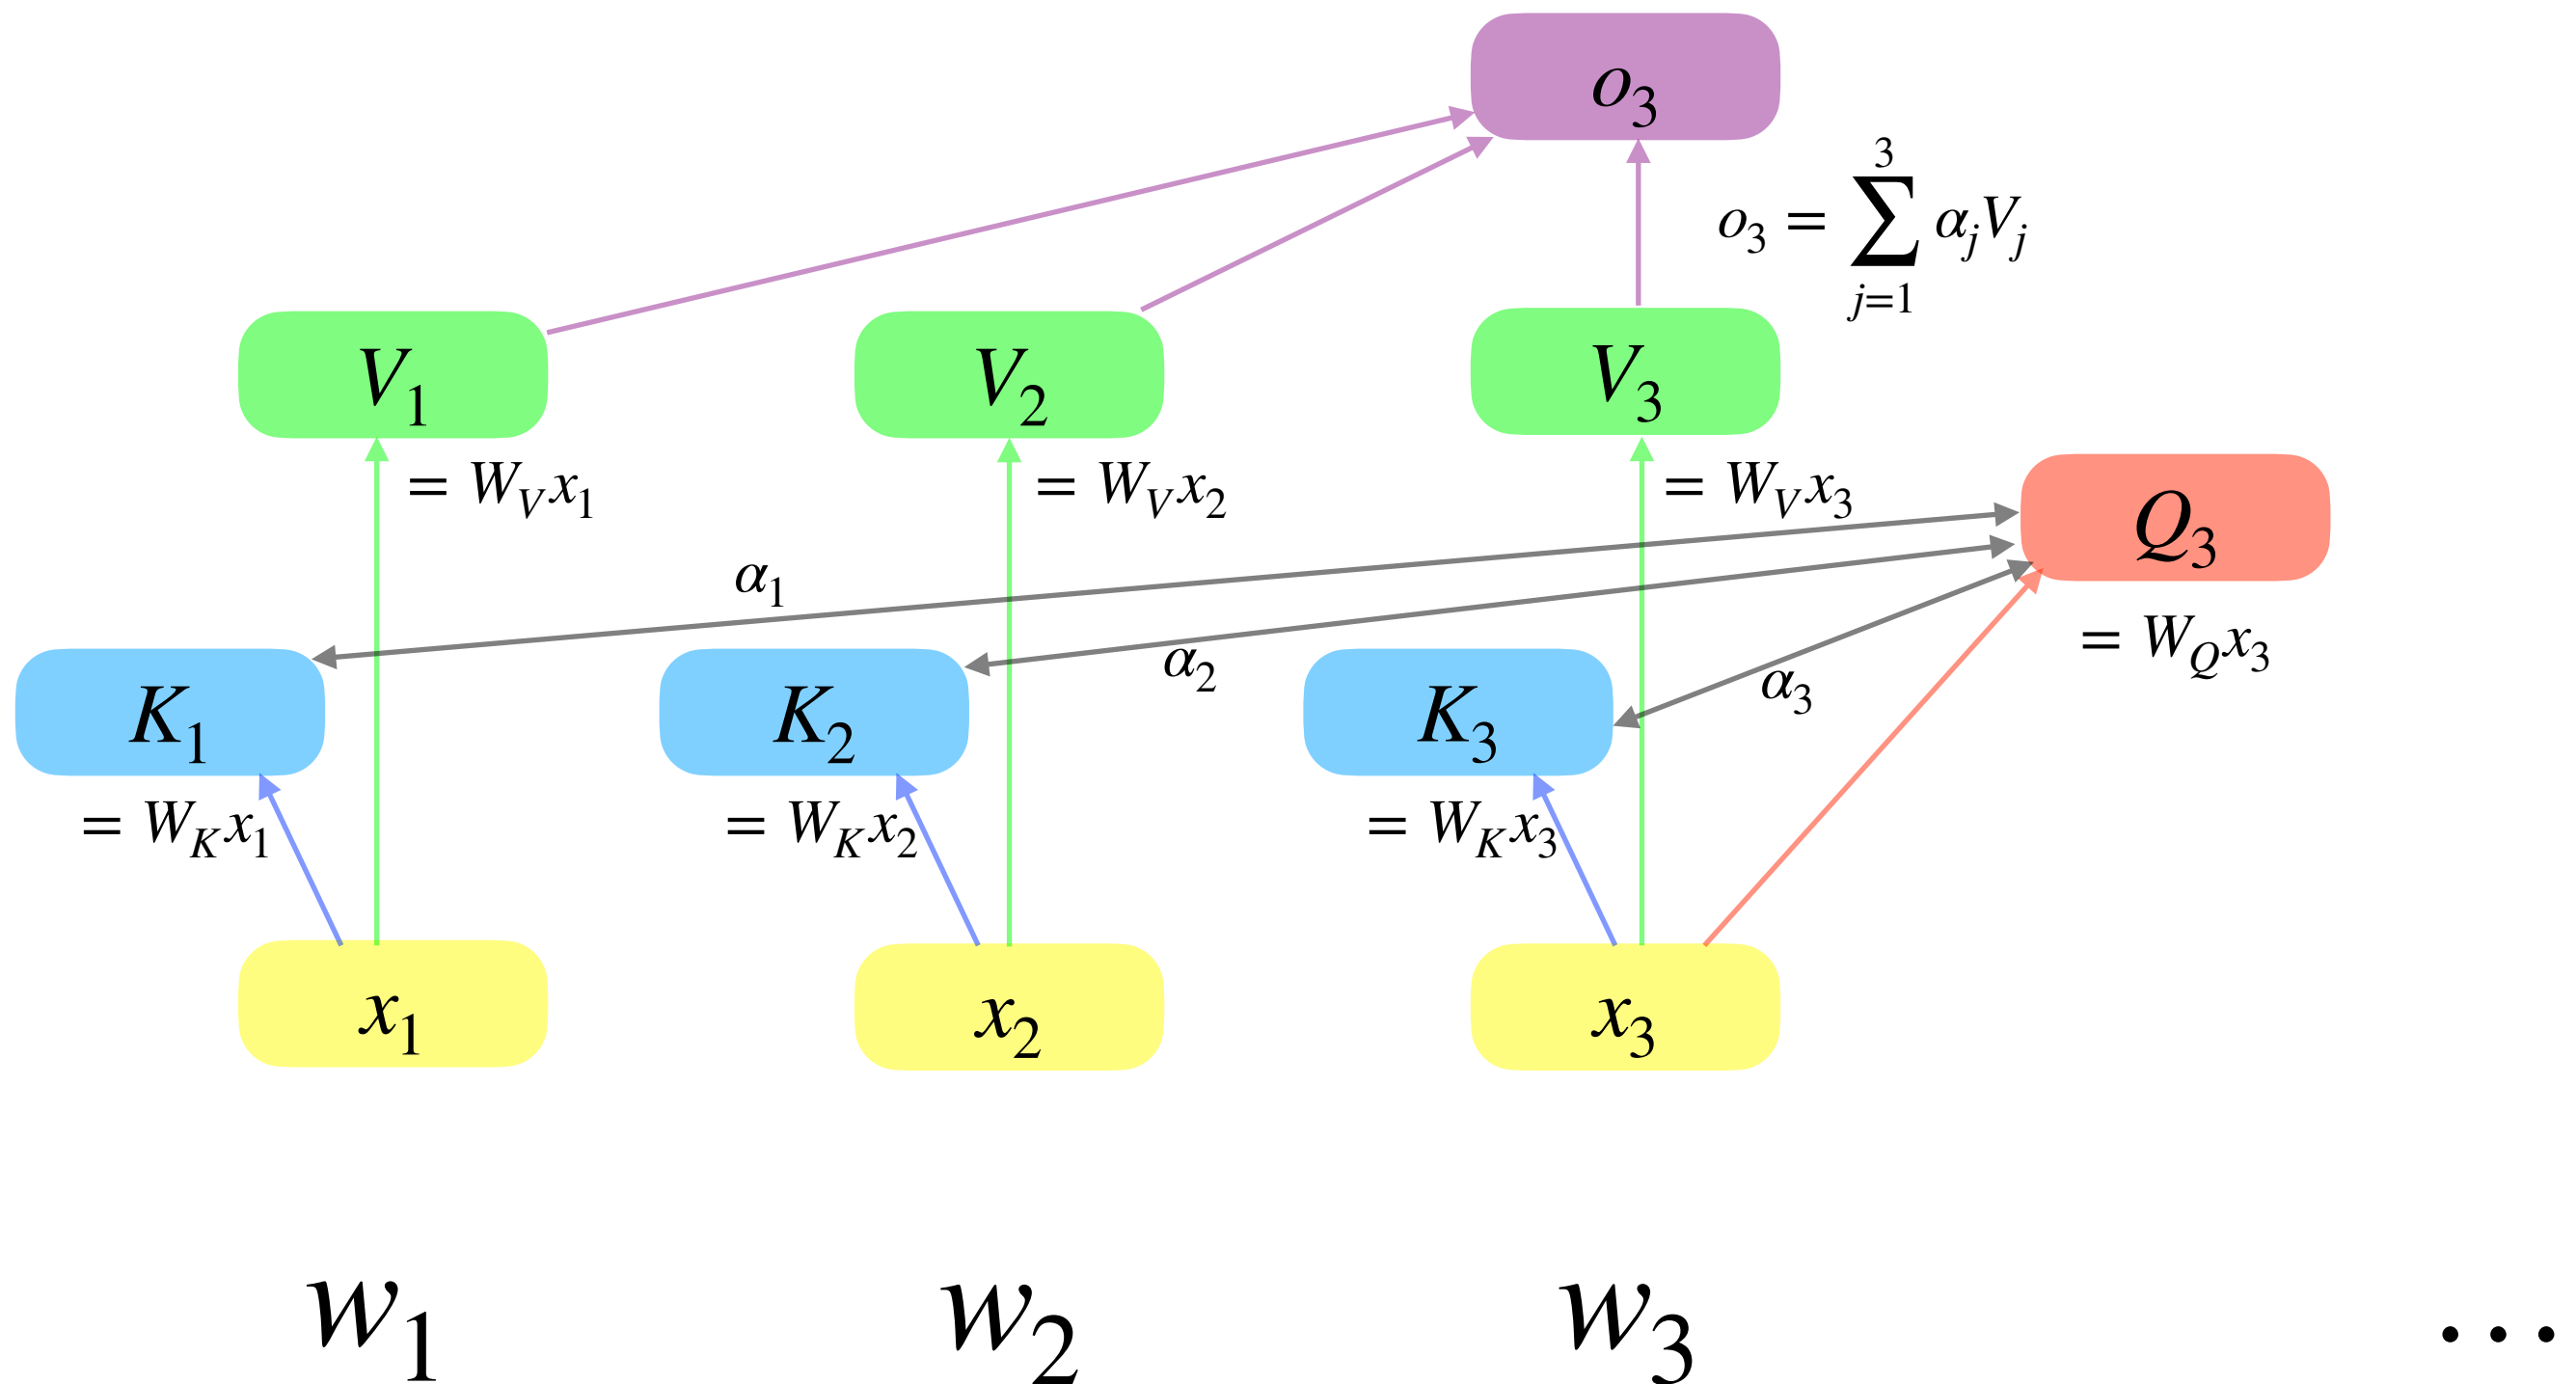 o₃
o₃ = ∑_{j=1}^{3} α_j V_j
V₁
V₂
V₃
= W_V x₁
= W_V x₂
= W_V x₃
Q₃
= W_Q x₃
α₁
α₂
α₃
K₁
K₂
K₃
= W_K x₁
= W_K x₂
= W_K x₃
x₁
x₂
x₃
w₁
w₂
w₃
…